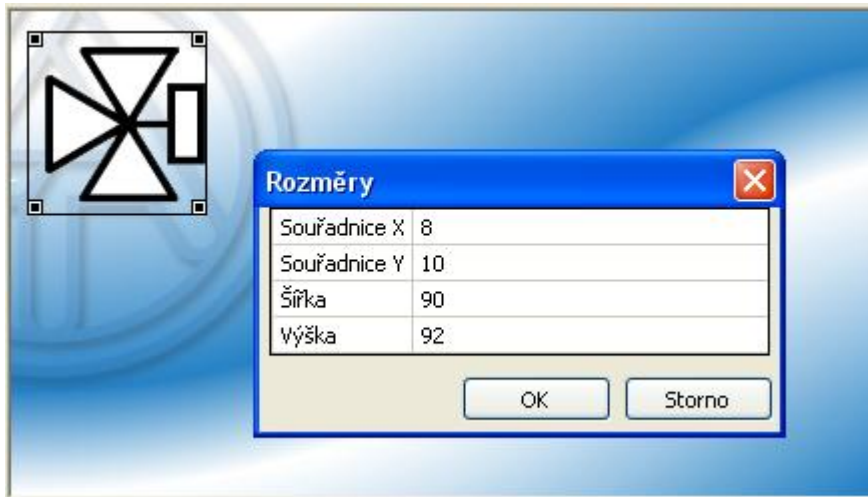 Rozměry
Souřadnice X 8
Souřadnice Y 10
Šířka 90
Výška 92
OK Storno